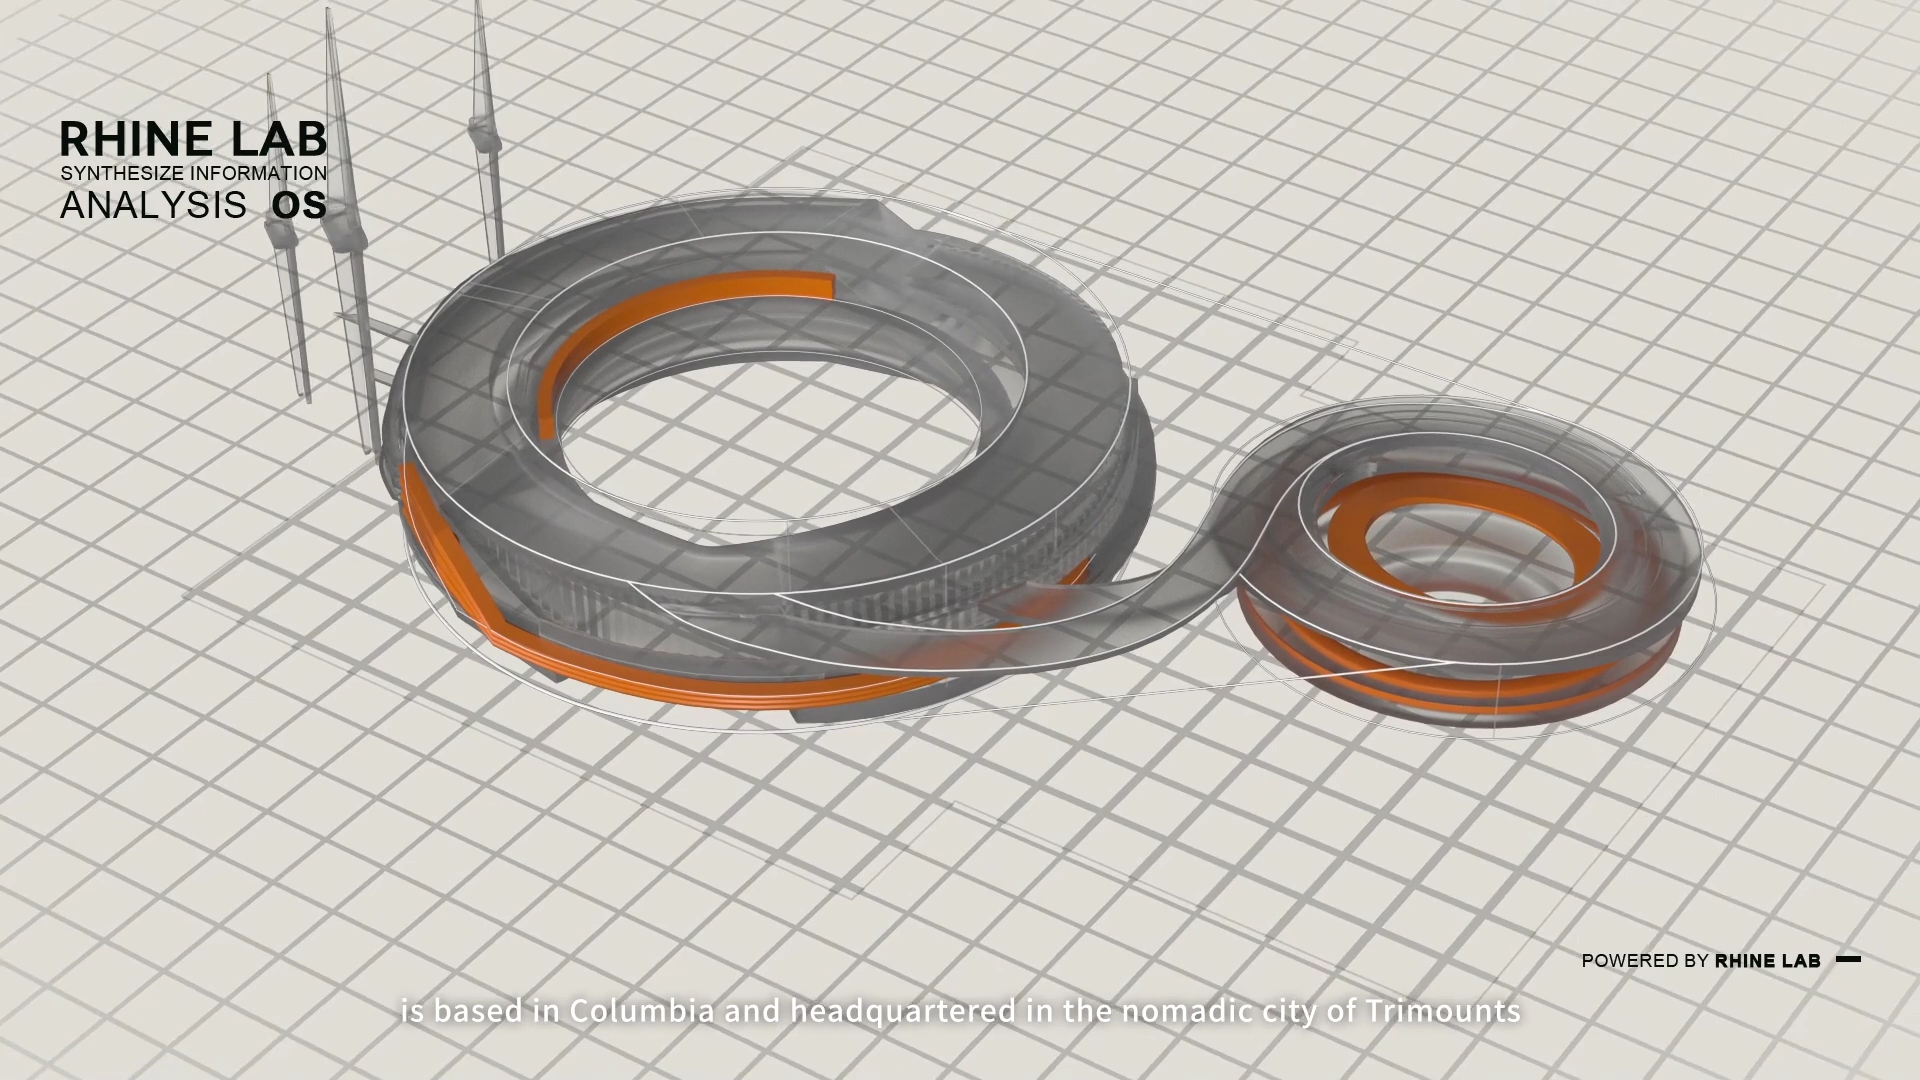 RHINE LAB
SYNTHESIZE INFORMATION
ANALYSIS OS
POWERED BY RHINE LAB
is based in Columbia and headquartered in the nomadic city of Trimounts